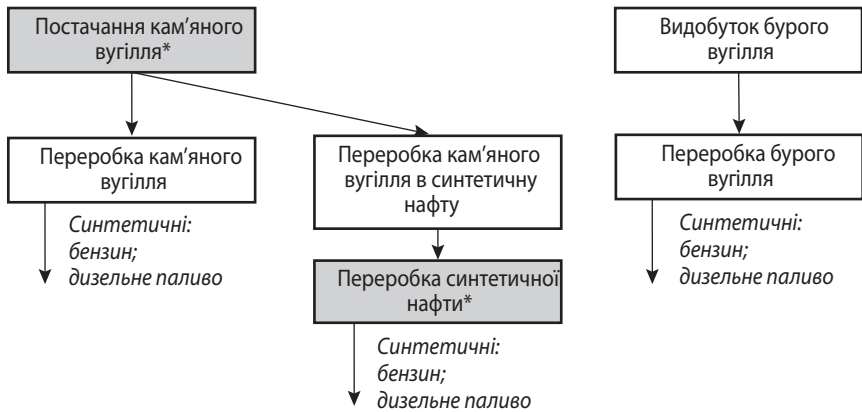 Постачання кам’яного
вугілля*
Видобуток бурого
вугілля
Переробка кам’яного
вугілля
Переробка кам’яного
вугілля в синтетичну
нафту
Переробка бурого
вугілля
Синтетичні:
бензин;
дизельне паливо
Синтетичні:
бензин;
дизельне паливо
Переробка синтетичної
нафти*
Синтетичні:
бензин;
дизельне паливо